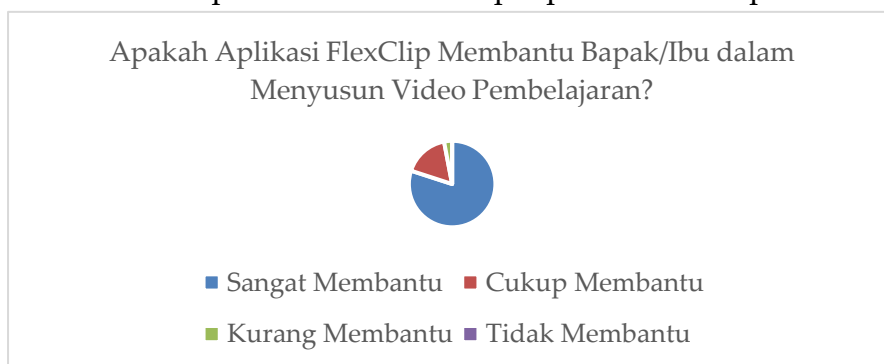 Apakah Aplikasi FlexClip Membantu Bapak/Ibu dalam
Menyusun Video Pembelajaran?
Sangat Membantu Cukup Membantu
Kurang Membantu Tidak Membantu